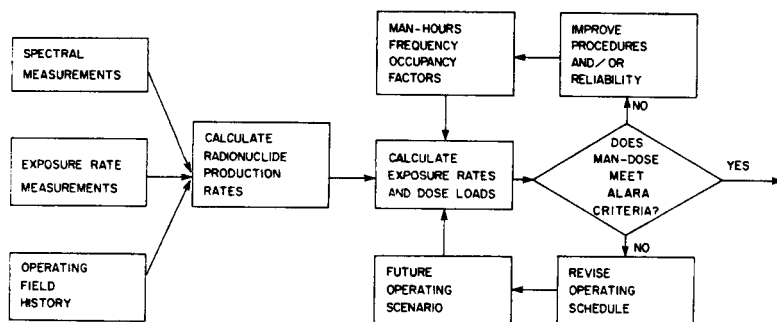 SPECTRAL
MEASUREMENTS
EXPOSURE RATE
MEASUREMENTS
OPERATING
FIELD
HISTORY
CALCULATE
RADIONUCLIDE
PRODUCTION
RATES
MAN-HOURS
FREQUENCY
OCCUPANCY
FACTORS
IMPROVE
PROCEDURES
AND/OR
RELIABILITY
CALCULATE
EXPOSURE RATES
AND DOSE LOADS
NO
DOES
MAN-DOSE
MEET
ALARA
CRITERIA?
YES
NO
FUTURE
OPERATING
SCENARIO
REVISE
OPERATING
SCHEDULE